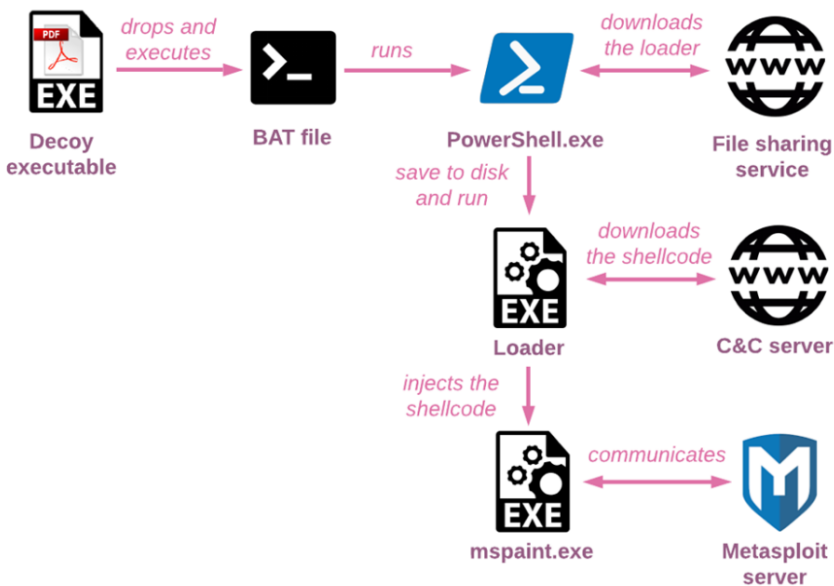 drops and
executes
runs
downloads
the loader
PDF
EXE
>_
www
Decoy
executable
BAT file
PowerShell.exe
File sharing
service
save to disk
and run
downloads
the shellcode
EXE
www
Loader
C&C server
injects the
shellcode
communicates
EXE
M
mspaint.exe
Metasploit
server